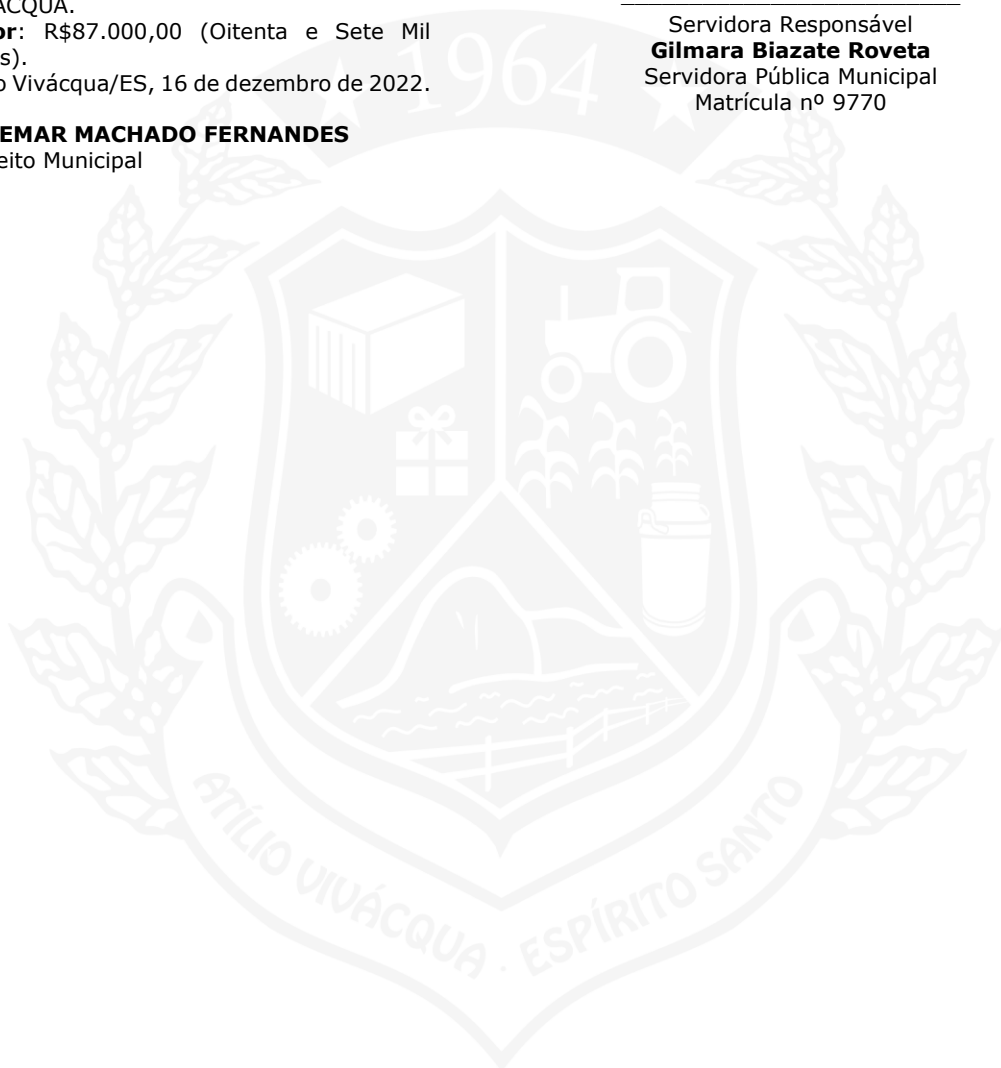 ACQUA.
or: R$87.000,00 (Oitenta e Sete Mil
s).
o Vivácqua/ES, 16 de dezembro de 2022.
EMAR MACHADO FERNANDES
eito Municipal
Servidora Responsável
Gilmara Biazate Roveta
Servidora Pública Municipal
Matrícula nº 9770
1964
ATÍLIO VIVÁCQUA - ESPÍRITO SANTO